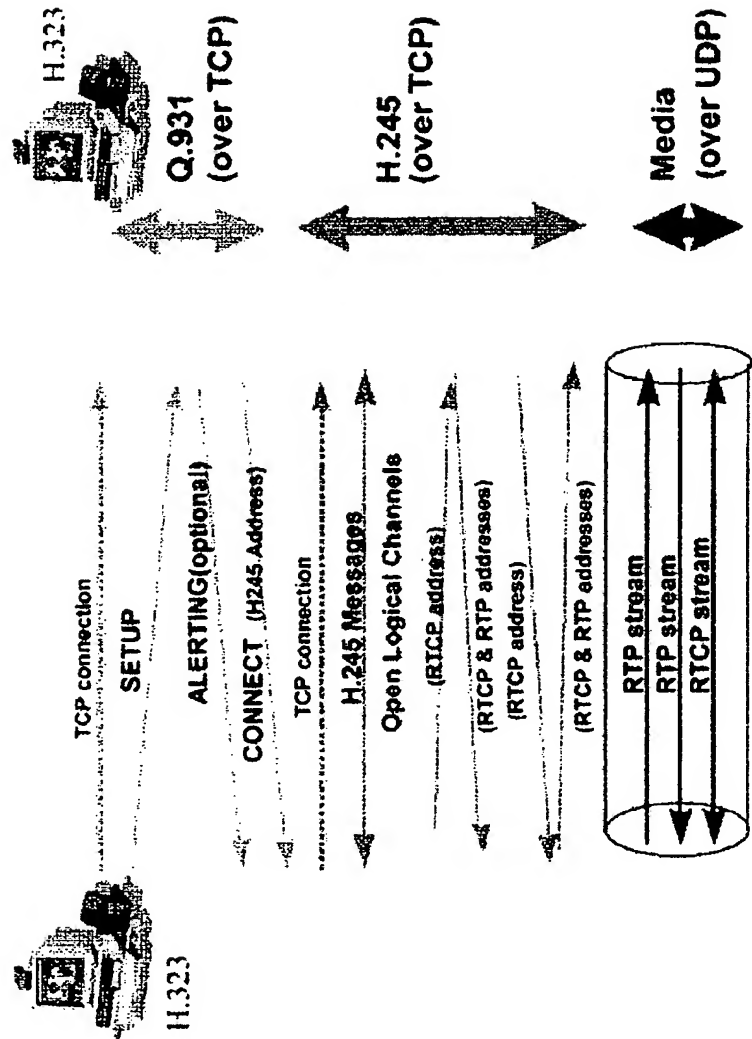 H.323
H.323
TCP connection
SETUP
ALERTING(optional)
CONNECT (H245 Address)
TCP connection
H.245 Messages
Open Logical Channels
(RTCP address)
(RTCP & RTP addresses)
(RTCP address)
(RTCP & RTP addresses)
RTP stream
RTP stream
RTCP stream
Q.931
(over TCP)
H.245
(over TCP)
Media
(over UDP)